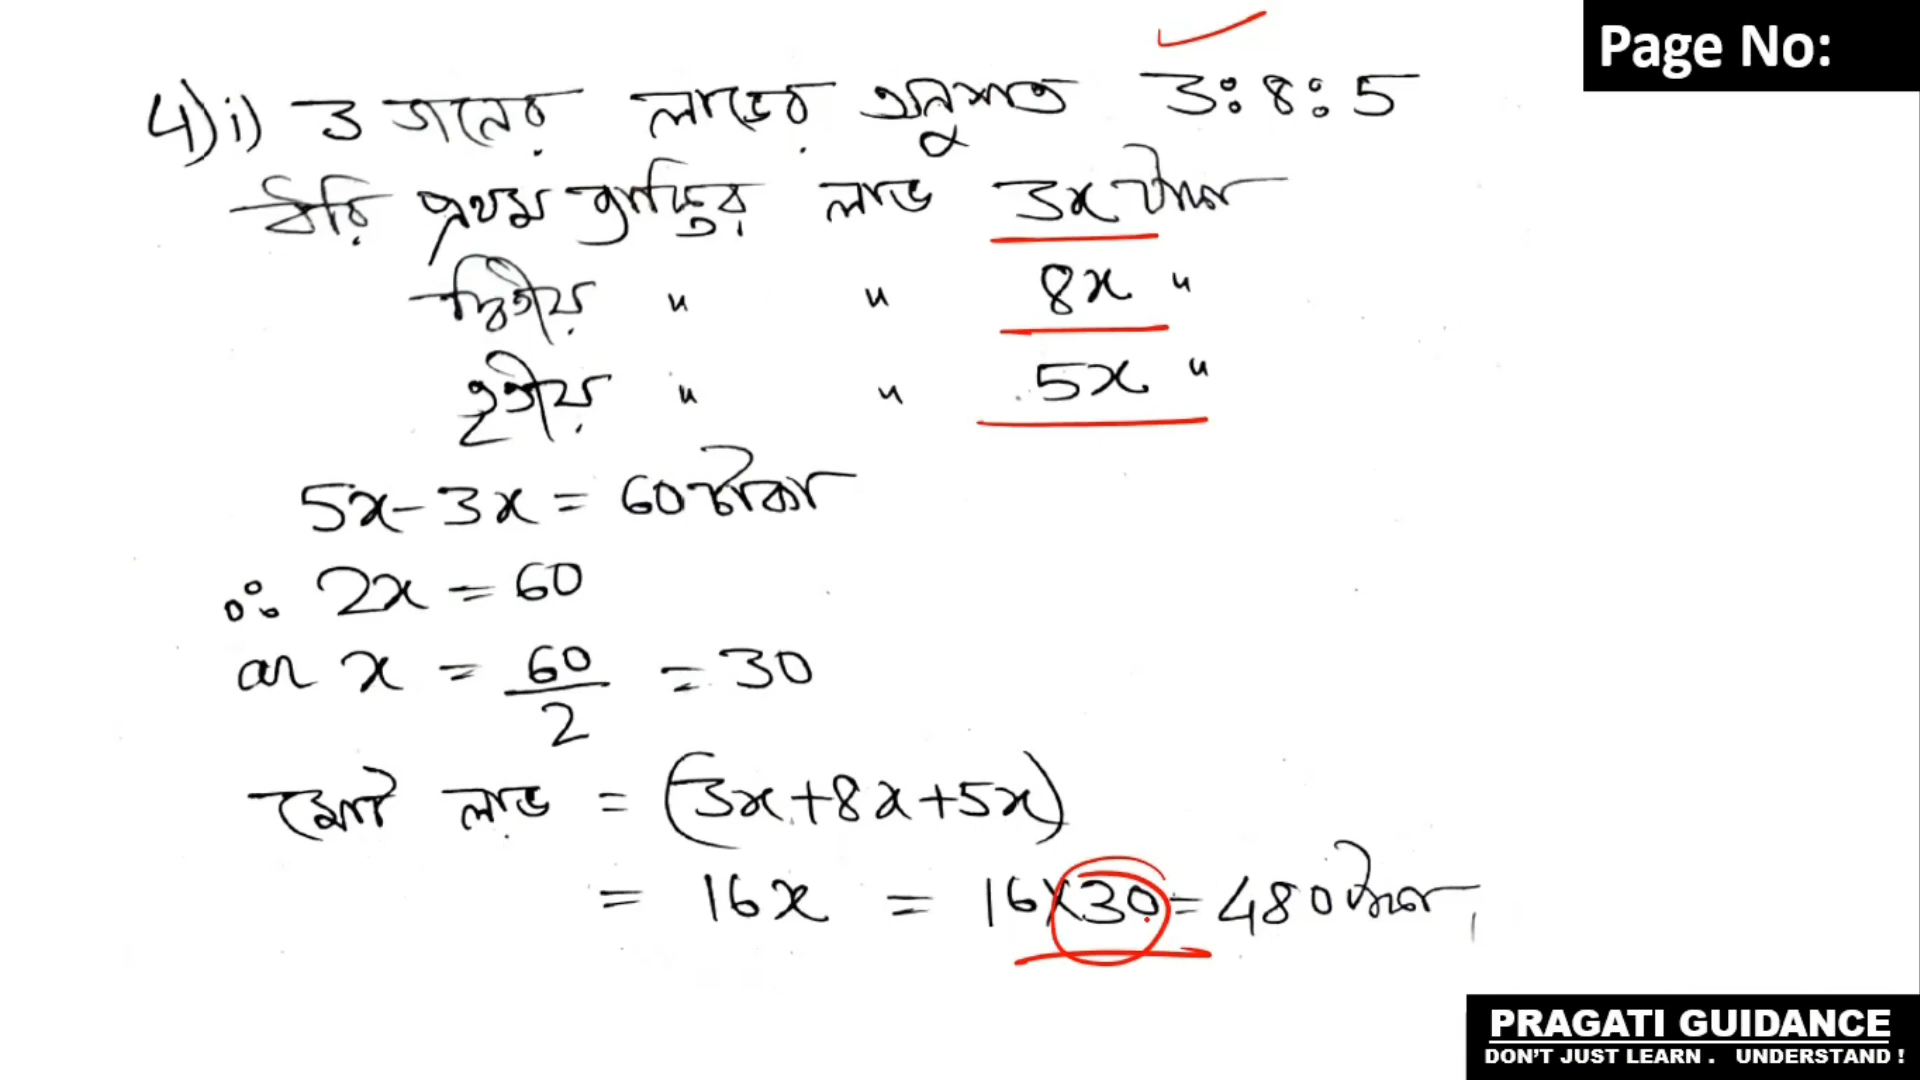 Page No:
4) i) 3 জনের লাভের অনুপাত 3:8:5
ধরি প্রথম ব্যক্তির লাভ 3x টাকা
দ্বিতীয় " " 8x "
তৃতীয় " " 5x "
5x - 3x = 60 টাকা
∴ 2x = 60
or x = 60/2 = 30
মোট লাভ = (3x+8x+5x)
= 16x = 16×30 = 480 টাকা,
PRAGATI GUIDANCE
DON'T JUST LEARN . UNDERSTAND !